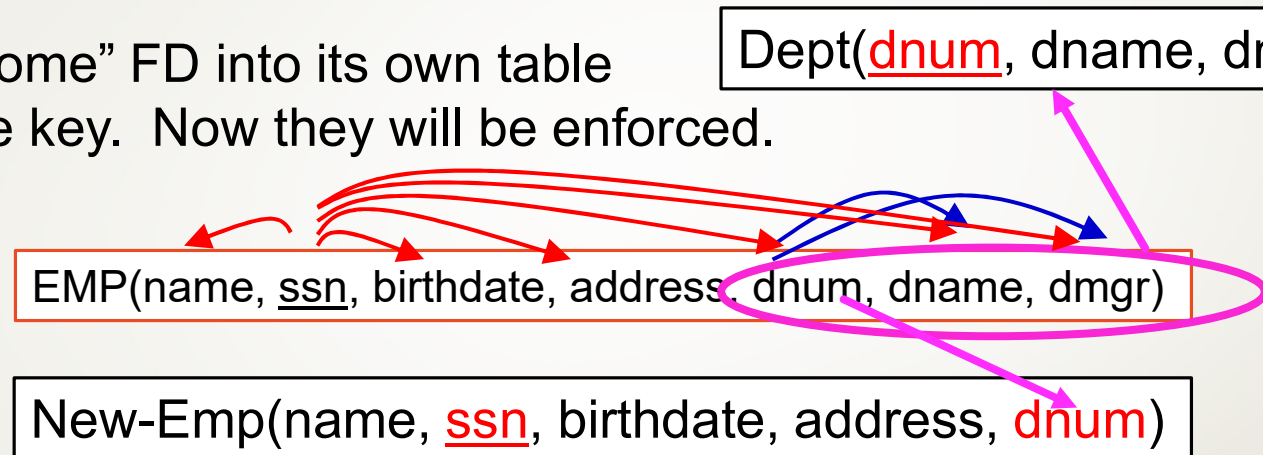 ome” FD into its own table
Dept(dnum, dname, d
e key. Now they will be enforced.
EMP(name, ssn, birthdate, address, dnum, dname, dmgr)
New-Emp(name, ssn, birthdate, address, dnum)